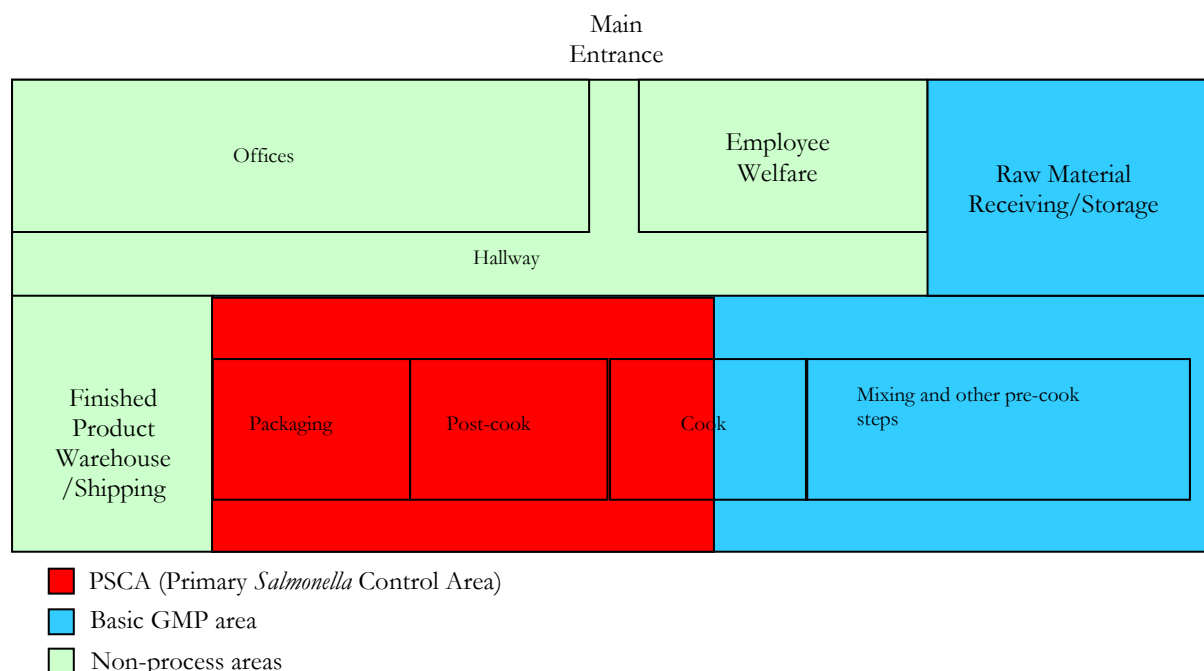 Main
Entrance
Offices
Employee
Welfare
Raw Material
Receiving/Storage
Hallway
Finished
Product
Warehouse
/Shipping
Packaging
Post-cook
Cook
Mixing and other pre-cook
steps
PSCA (Primary Salmonella Control Area)
Basic GMP area
Non-process areas